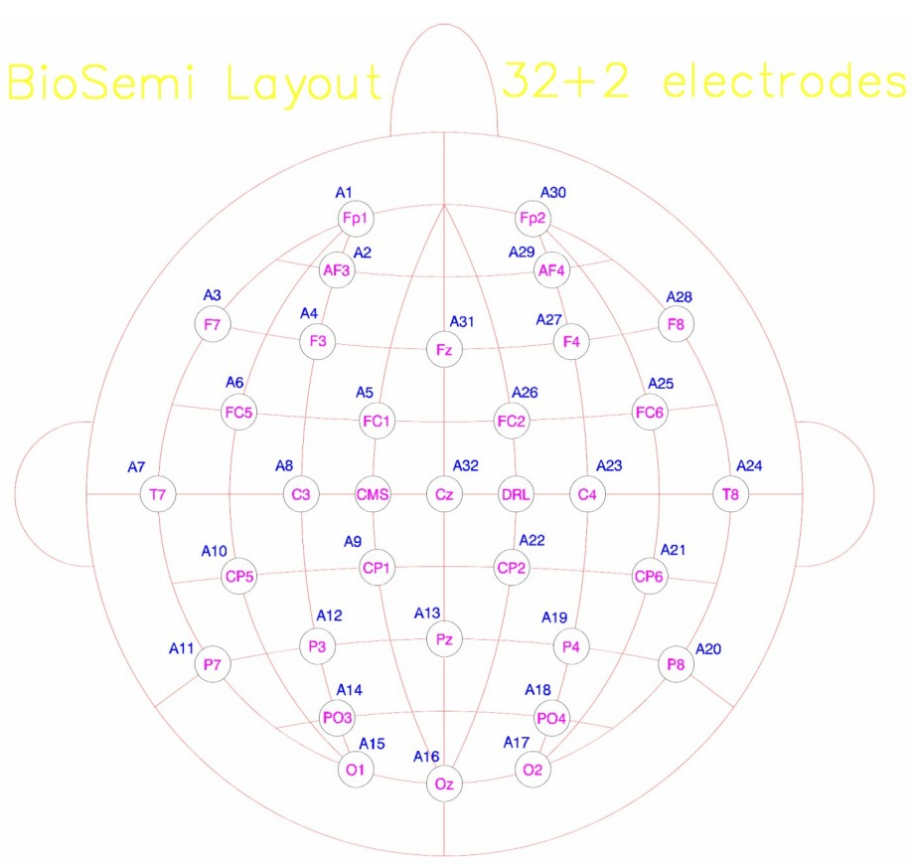 BioSemi Layout 32+2 electrodes
A1 A30
Fp1 Fp2
A2 A29
AF3 AF4
A3 A28
F7 F8
A4 A31 A27
F3 Fz F4
A6 A5 A26 A25
FC5 FC1 FC2 FC6
A7 A8 A32 A23 A24
T7 C3 CMS Cz DRL C4 T8
A10 A9 A22 A21
CP5 CP1 CP2 CP6
A12 A13 A19
P3 Pz P4
A11 A20
P7 P8
A14 A18
PO3 PO4
A15 A16 A17
O1 Oz O2